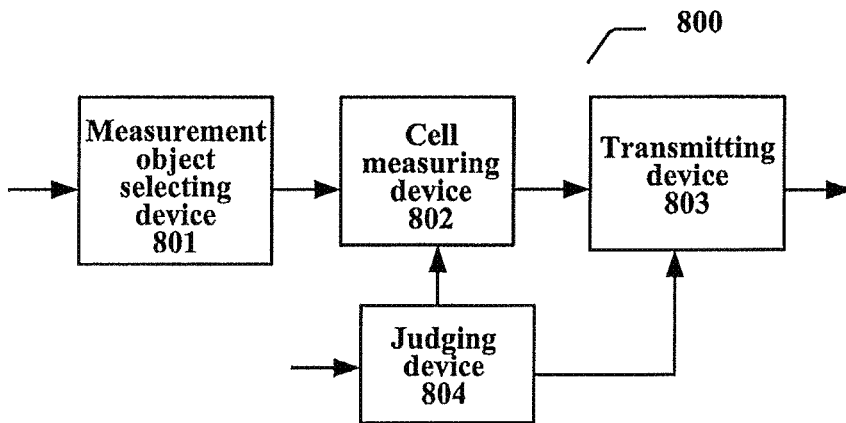 800
Measurement
object
selecting
device
801
Cell
measuring
device
802
Transmitting
device
803
Judging
device
804